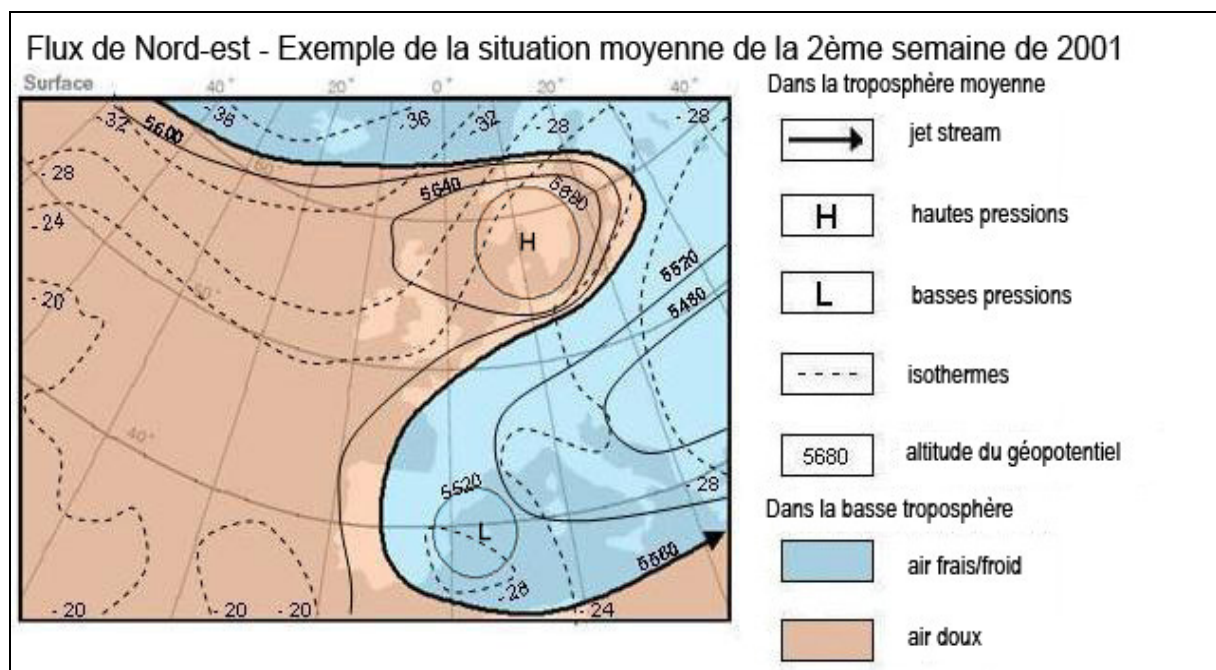 Flux de Nord-est - Exemple de la situation moyenne de la 2ème semaine de 2001
Surface
40°
20°
0°
20°
40°
Dans la troposphère moyenne
jet stream
H
hautes pressions
L
basses pressions
isothermes
5680
altitude du géopotentiel
Dans la basse troposphère
air frais/froid
air doux
-32
5600
-36
-36
-32
-28
-28
-28
5640
5680
-24
H
5520
-20
50°
5480
40°
5520
-28
L
5560
-28
-20
-20
-20
-24